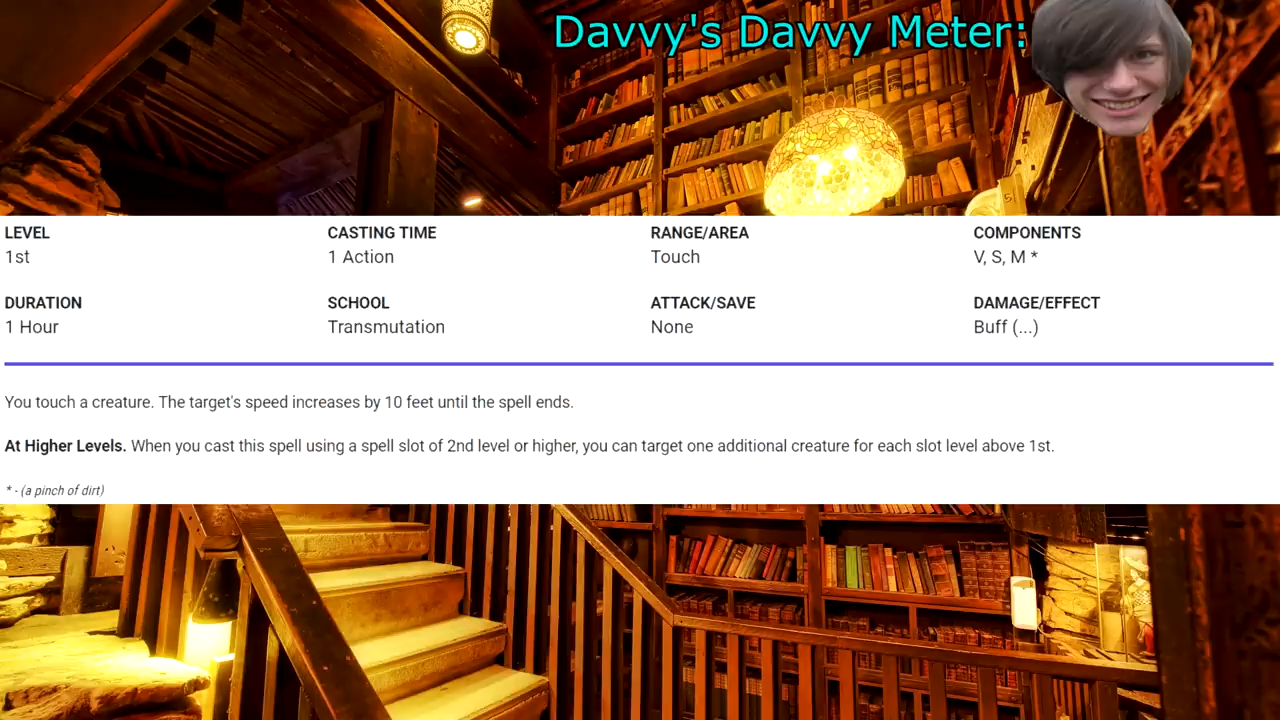 Davvy's Davvy Meter:
LEVEL CASTING TIME RANGE/AREA COMPONENTS
1st 1 Action Touch V, S, M *
DURATION SCHOOL ATTACK/SAVE DAMAGE/EFFECT
1 Hour Transmutation None Buff (...)
You touch a creature. The target's speed increases by 10 feet until the spell ends.
At Higher Levels. When you cast this spell using a spell slot of 2nd level or higher, you can target one additional creature for each slot level above 1st.
* - (a pinch of dirt)